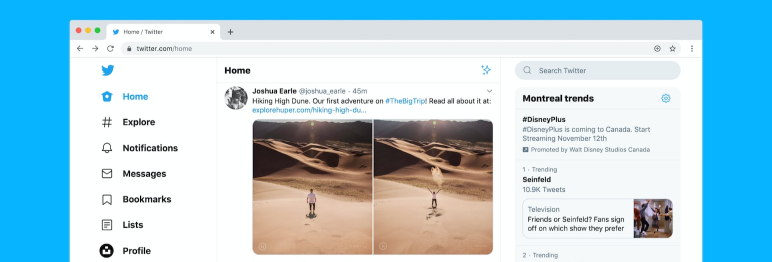 Home / Twitter
twitter.com/home
Home
Explore
Notifications
Messages
Bookmarks
Lists
Profile
Home
Joshua Earle @joshua_earle · 45m
Hiking High Dune. Our first adventure on #TheBigTrip! Read all about it at:
explorehuper.com/hiking-high-du...
Search Twitter
Montreal trends
#DisneyPlus
#DisneyPlus is coming to Canada. Start
Streaming November 12th
Promoted by Walt Disney Studios Canada
1 · Trending
Seinfeld
10.9K Tweets
Television
Friends or Seinfeld? Fans sign
off on which show they prefer
2 · Trending